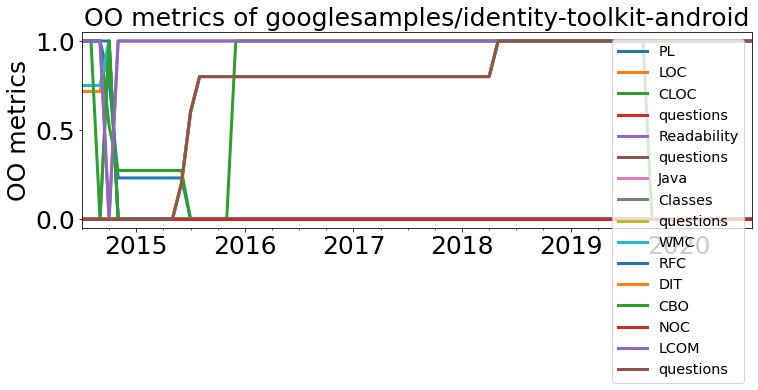 OO metrics of googlesamples/identity-toolkit-android
OO metrics
1.0
0.5
0.0
2015
2016
2017
2018
2019
2020
PL
LOC
CLOC
questions
Readability
questions
Java
Classes
questions
WMC
RFC
DIT
CBO
NOC
LCOM
questions